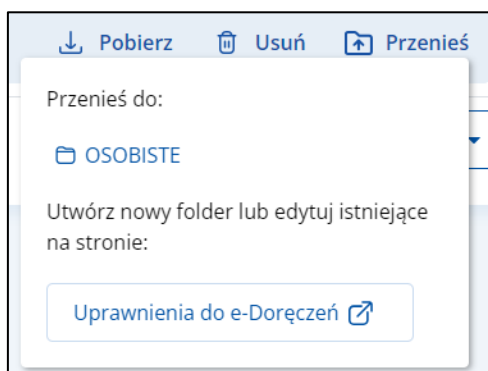 Pobierz Usuń Przenieś
Przenieś do:
OSOBISTE
Utwórz nowy folder lub edytuj istniejące
na stronie:
Uprawnienia do e-Doręczeń